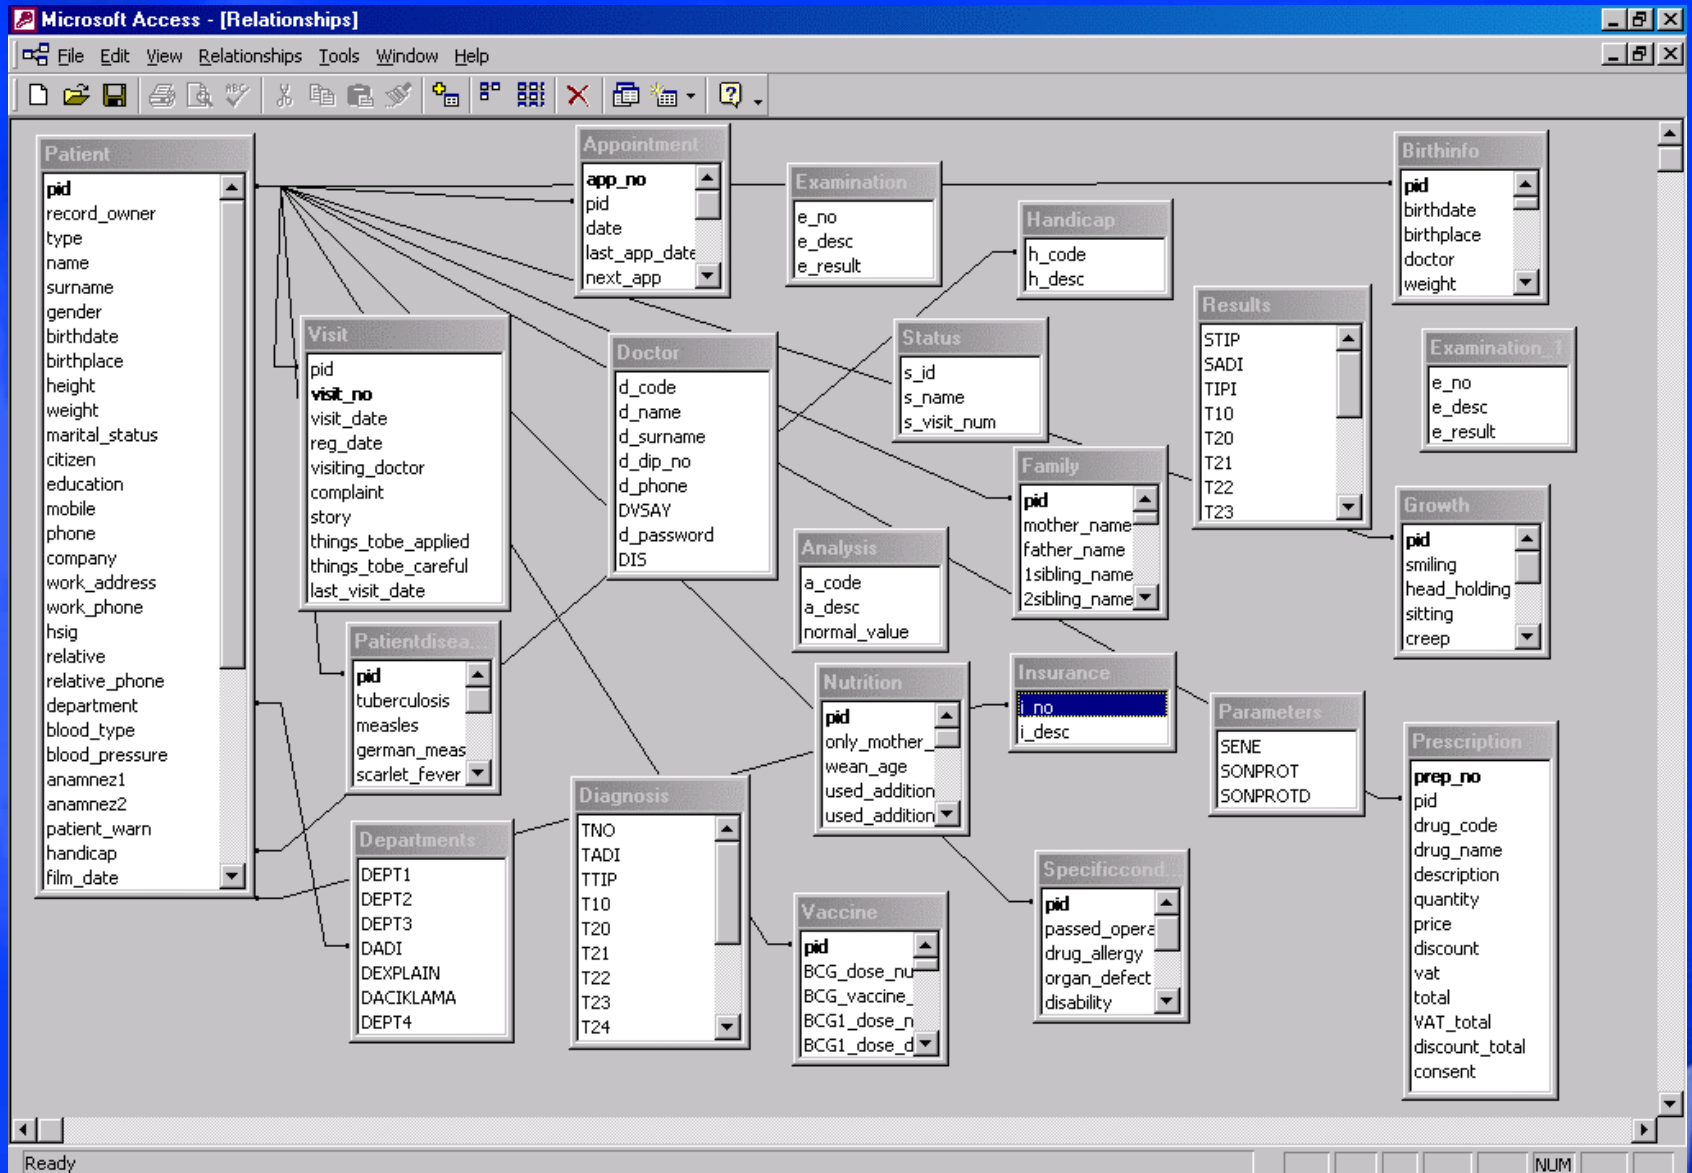 Microsoft Access - [Relationships]
File Edit View Relationships Tools Window Help
Patient
pid
record_owner
type
name
surname
gender
birthdate
birthplace
height
weight
marital_status
citizen
education
mobile
phone
company
work_address
work_phone
hsig
relative
relative_phone
department
blood_type
blood_pressure
anamnez1
anamnez2
patient_warn
handicap
film_date
Appointment
app_no
pid
date
last_app_date
next_app
Examination
e_no
e_desc
e_result
Handicap
h_code
h_desc
Birthinfo
pid
birthdate
birthplace
doctor
weight
Visit
pid
visit_no
visit_date
reg_date
visiting_doctor
complaint
story
things_tobe_applied
things_tobe_careful
last_visit_date
Doctor
d_code
d_name
d_surname
d_dip_no
d_phone
DVSAY
d_password
DIS
Status
s_id
s_name
s_visit_num
Results
STIP
SADI
TIPI
T10
T20
T21
T22
T23
Examination_1
e_no
e_desc
e_result
Family
pid
mother_name
father_name
1sibling_name
2sibling_name
Growth
pid
smiling
head_holding
sitting
creep
Analysis
a_code
a_desc
normal_value
Patientdisea...
pid
tuberculosis
measles
german_meas
scarlet_fever
Nutrition
pid
only_mother_
wean_age
used_addition
used_addition
Insurance
i_no
i_desc
Parameters
SENE
SONPROT
SONPROTD
Prescription
prep_no
pid
drug_code
drug_name
description
quantity
price
discount
vat
total
VAT_total
discount_total
consent
Departments
DEPT1
DEPT2
DEPT3
DADI
DEXPLAIN
DACIKLAMA
DEPT4
Diagnosis
TNO
TADI
TTIP
T10
T20
T21
T22
T23
T24
Vaccine
pid
BCG_dose_nu
BCG_vaccine_
BCG1_dose_n
BCG1_dose_d
Specificcond...
pid
passed_opera
drug_allergy
organ_defect
disability
Ready
NUM